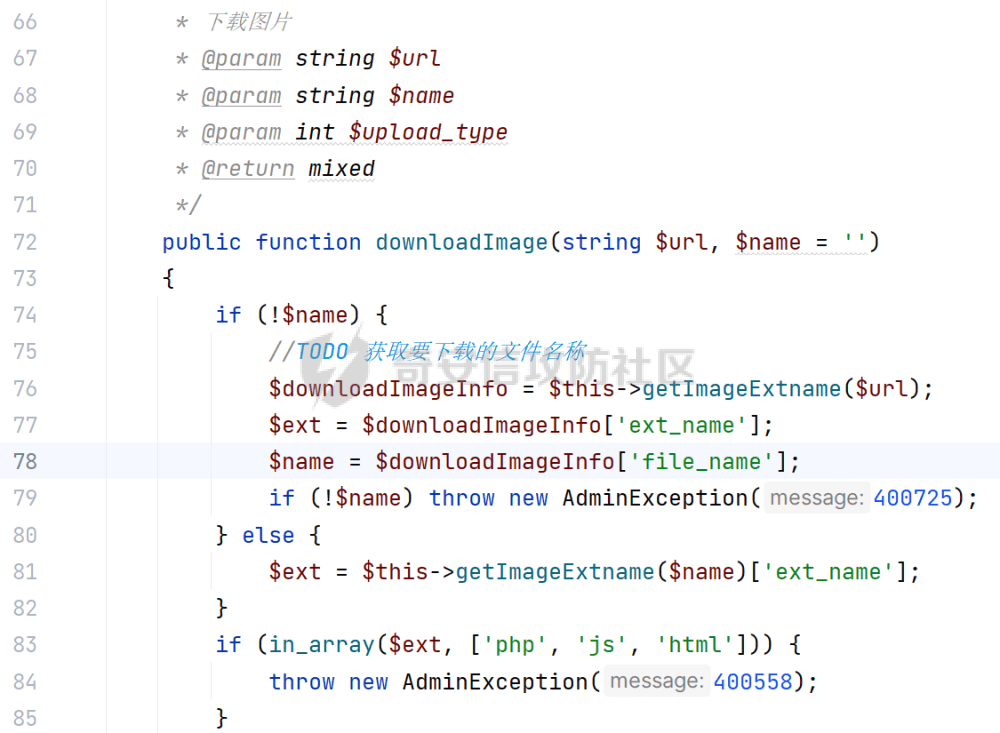 66 * 下载图片
67 * @param string $url
68 * @param string $name
69 * @param int $upload_type
70 * @return mixed
71 */
72 public function downloadImage(string $url, $name = '')
73 {
74 if (!$name) {
75 //TODO 获取要下载的文件名称
奇安信攻防社区
76 $downloadImageInfo = $this->getImageExtname($url);
77 $ext = $downloadImageInfo['ext_name'];
78 $name = $downloadImageInfo['file_name'];
79 if (!$name) throw new AdminException( message: 400725);
80 } else {
81 $ext = $this->getImageExtname($name)['ext_name'];
82 }
83 if (in_array($ext, ['php', 'js', 'html'])) {
84 throw new AdminException( message: 400558);
85 }